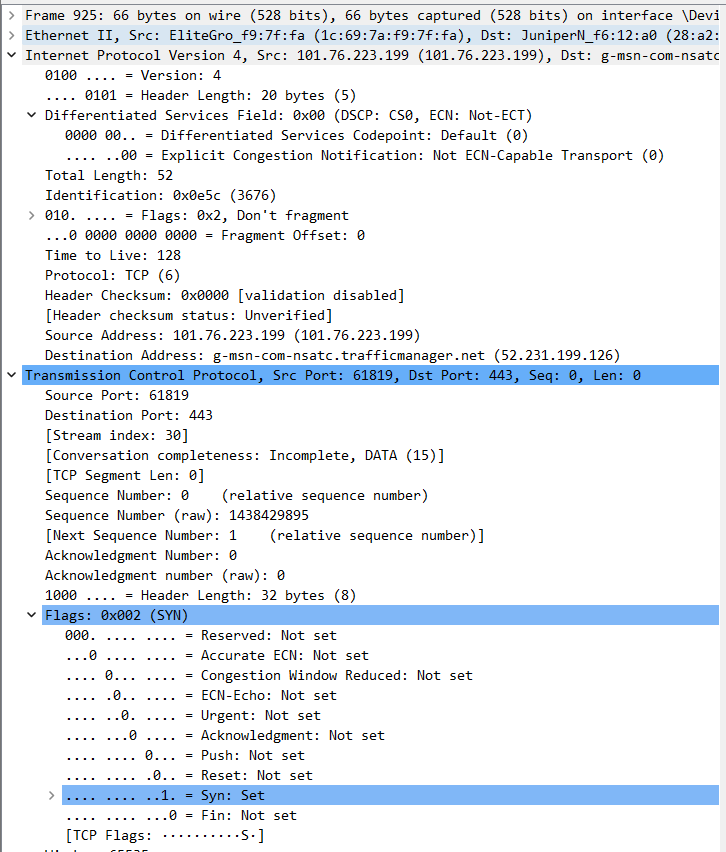 Frame 925: 66 bytes on wire (528 bits), 66 bytes captured (528 bits) on interface \Devi
Ethernet II, Src: EliteGro_f9:7f:fa (1c:69:7a:f9:7f:fa), Dst: JuniperN_f6:12:a0 (28:a2:
Internet Protocol Version 4, Src: 101.76.223.199 (101.76.223.199), Dst: g-msn-com-nsatc
0100 .... = Version: 4
.... 0101 = Header Length: 20 bytes (5)
Differentiated Services Field: 0x00 (DSCP: CS0, ECN: Not-ECT)
0000 00.. = Differentiated Services Codepoint: Default (0)
.... ..00 = Explicit Congestion Notification: Not ECN-Capable Transport (0)
Total Length: 52
Identification: 0x0e5c (3676)
010. .... = Flags: 0x2, Don't fragment
...0 0000 0000 0000 = Fragment Offset: 0
Time to Live: 128
Protocol: TCP (6)
Header Checksum: 0x0000 [validation disabled]
[Header checksum status: Unverified]
Source Address: 101.76.223.199 (101.76.223.199)
Destination Address: g-msn-com-nsatc.trafficmanager.net (52.231.199.126)
Transmission Control Protocol, Src Port: 61819, Dst Port: 443, Seq: 0, Len: 0
Source Port: 61819
Destination Port: 443
[Stream index: 30]
[Conversation completeness: Incomplete, DATA (15)]
[TCP Segment Len: 0]
Sequence Number: 0    (relative sequence number)
Sequence Number (raw): 1438429895
[Next Sequence Number: 1    (relative sequence number)]
Acknowledgment Number: 0
Acknowledgment number (raw): 0
1000 .... = Header Length: 32 bytes (8)
Flags: 0x002 (SYN)
000. .... .... = Reserved: Not set
...0 .... .... = Accurate ECN: Not set
.... 0... .... = Congestion Window Reduced: Not set
.... .0.. .... = ECN-Echo: Not set
.... ..0. .... = Urgent: Not set
.... ...0 .... = Acknowledgment: Not set
.... .... 0... = Push: Not set
.... .... .0.. = Reset: Not set
.... .... ..1. = Syn: Set
.... .... ...0 = Fin: Not set
[TCP Flags: ··········S·]